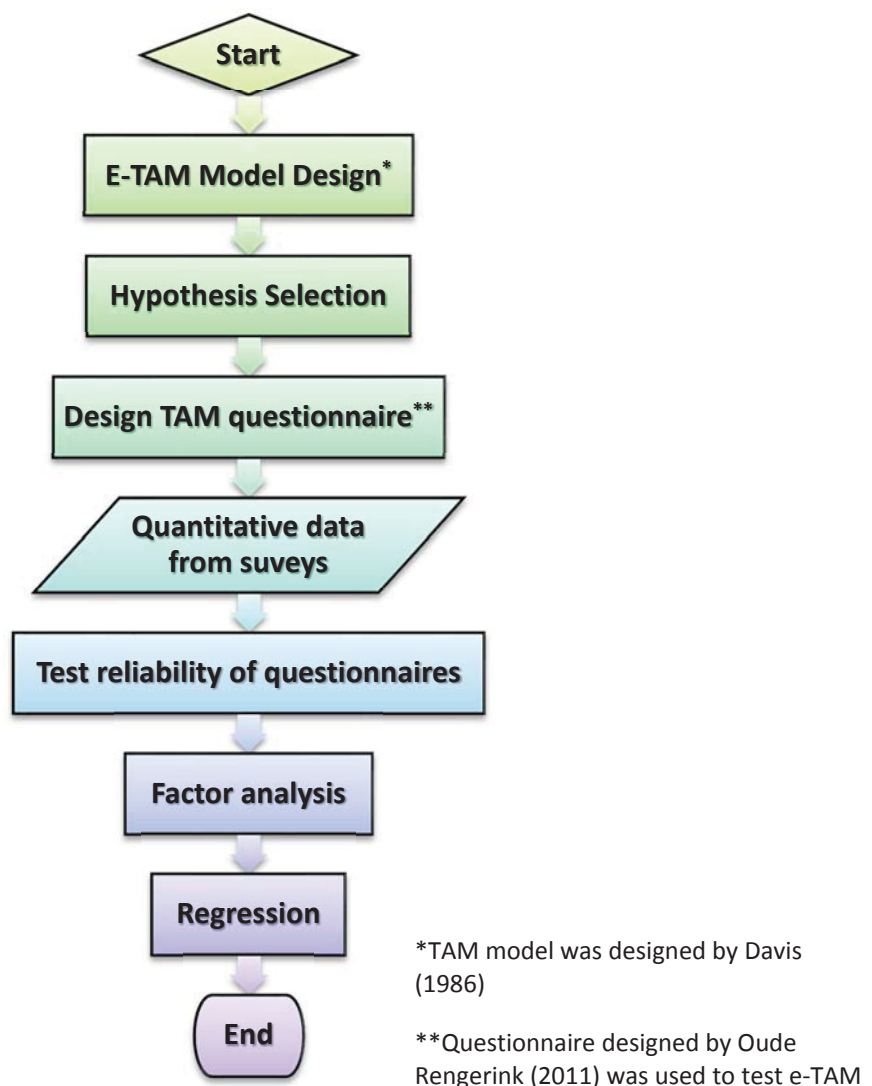 Start
E-TAM Model Design*
Hypothesis Selection
Design TAM questionnaire**
Quantitative data
from suveys
Test reliability of questionnaires
Factor analysis
Regression
End
*TAM model was designed by Davis
(1986)
**Questionnaire designed by Oude
Rengerink (2011) was used to test e-TAM